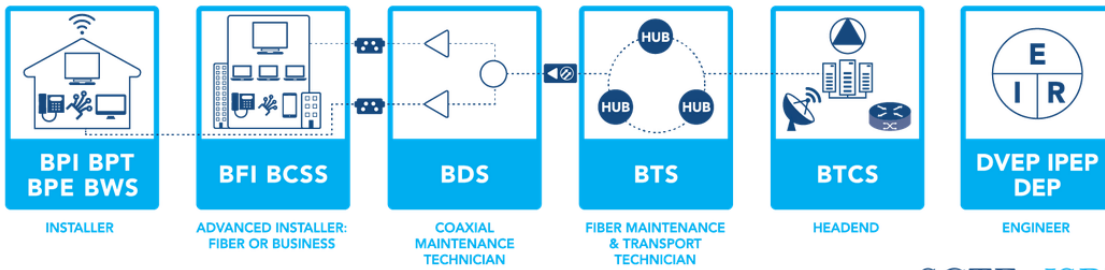 HUB
HUB
HUB
E
I R
BPI BPT
BPE BWS
BFI BCSS
BDS
BTS
BTCS
DVEP IPEP
DEP
INSTALLER
ADVANCED INSTALLER:
FIBER OR BUSINESS
COAXIAL
MAINTENANCE
TECHNICIAN
FIBER MAINTENANCE
& TRANSPORT
TECHNICIAN
HEADEND
ENGINEER